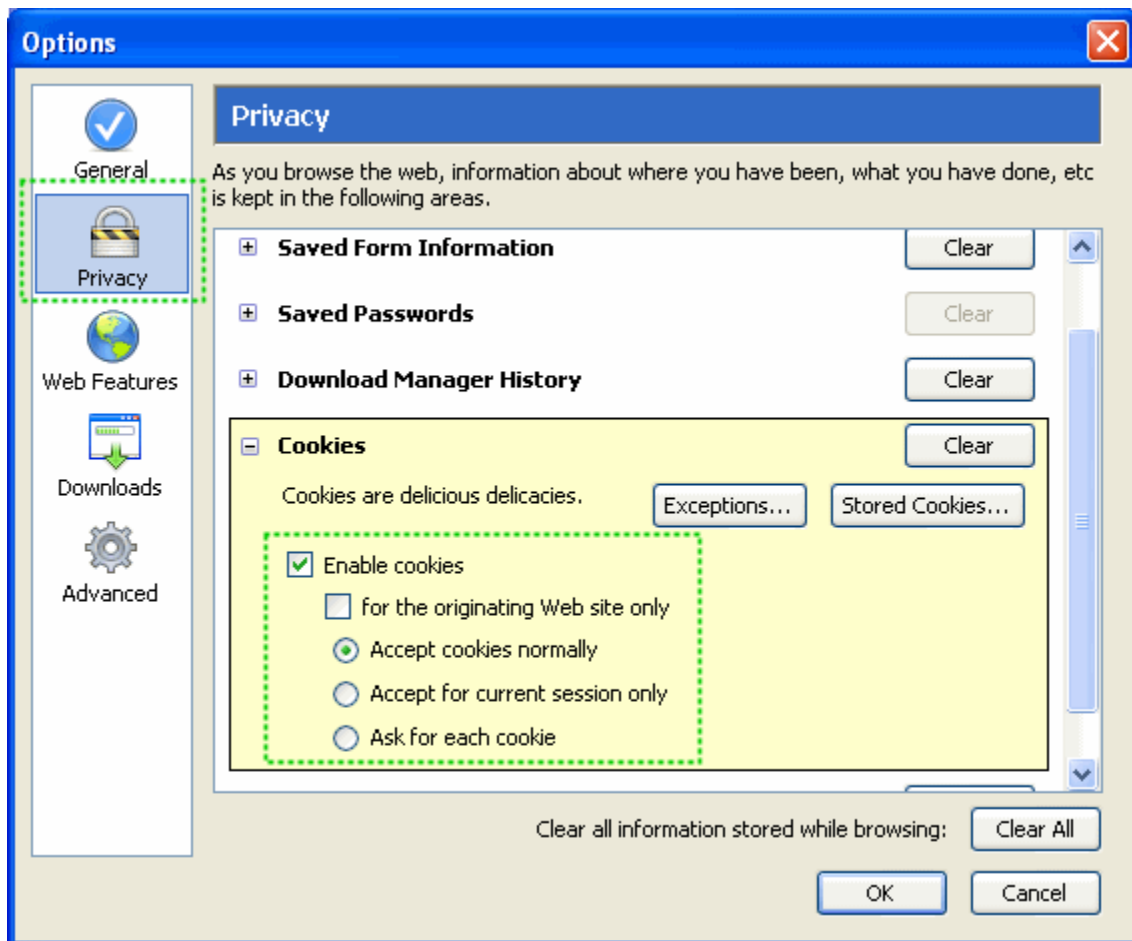 Options
General
Privacy
Web Features
Downloads
Advanced
Privacy
As you browse the web, information about where you have been, what you have done, etc
is kept in the following areas.
Saved Form Information Clear
Saved Passwords Clear
Download Manager History Clear
Cookies Clear
Cookies are delicious delicacies. Exceptions... Stored Cookies...
Enable cookies
for the originating Web site only
Accept cookies normally
Accept for current session only
Ask for each cookie
Clear all information stored while browsing: Clear All
OK Cancel